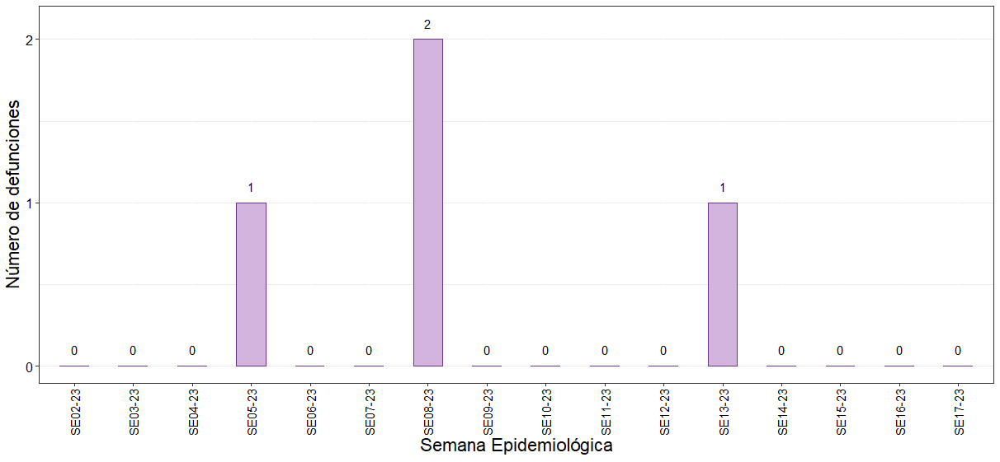 Número de defunciones
2
1
0
0
0
0
1
0
0
2
0
0
0
0
1
0
0
0
0
SE02-23
SE03-23
SE04-23
SE05-23
SE06-23
SE07-23
SE08-23
SE09-23
SE10-23
SE11-23
SE12-23
SE13-23
SE14-23
SE15-23
SE16-23
SE17-23
Semana Epidemiológica